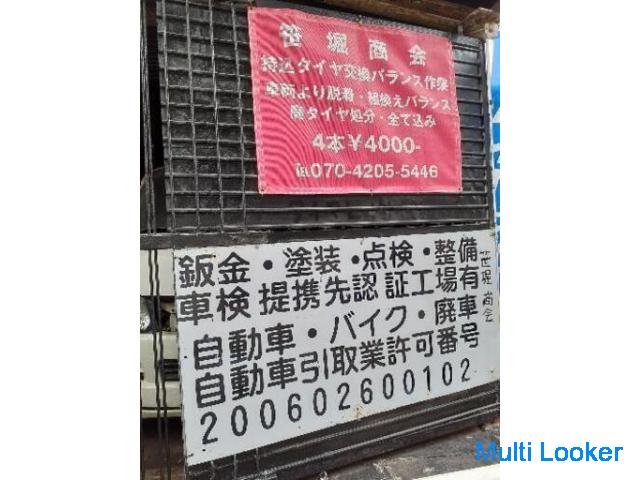 笹堀商会
持込タイヤ交換バランス作業
車両より脱着・組換えバランス
廃タイヤ処分・全て込み
4本￥4000-
℡070-4205-5446
鈑金・塗装・点検・整備
車検提携先認証工場有
自動車・バイク・廃車
自動車引取業許可番号
200602600102
笹堀商会
Multi Looker